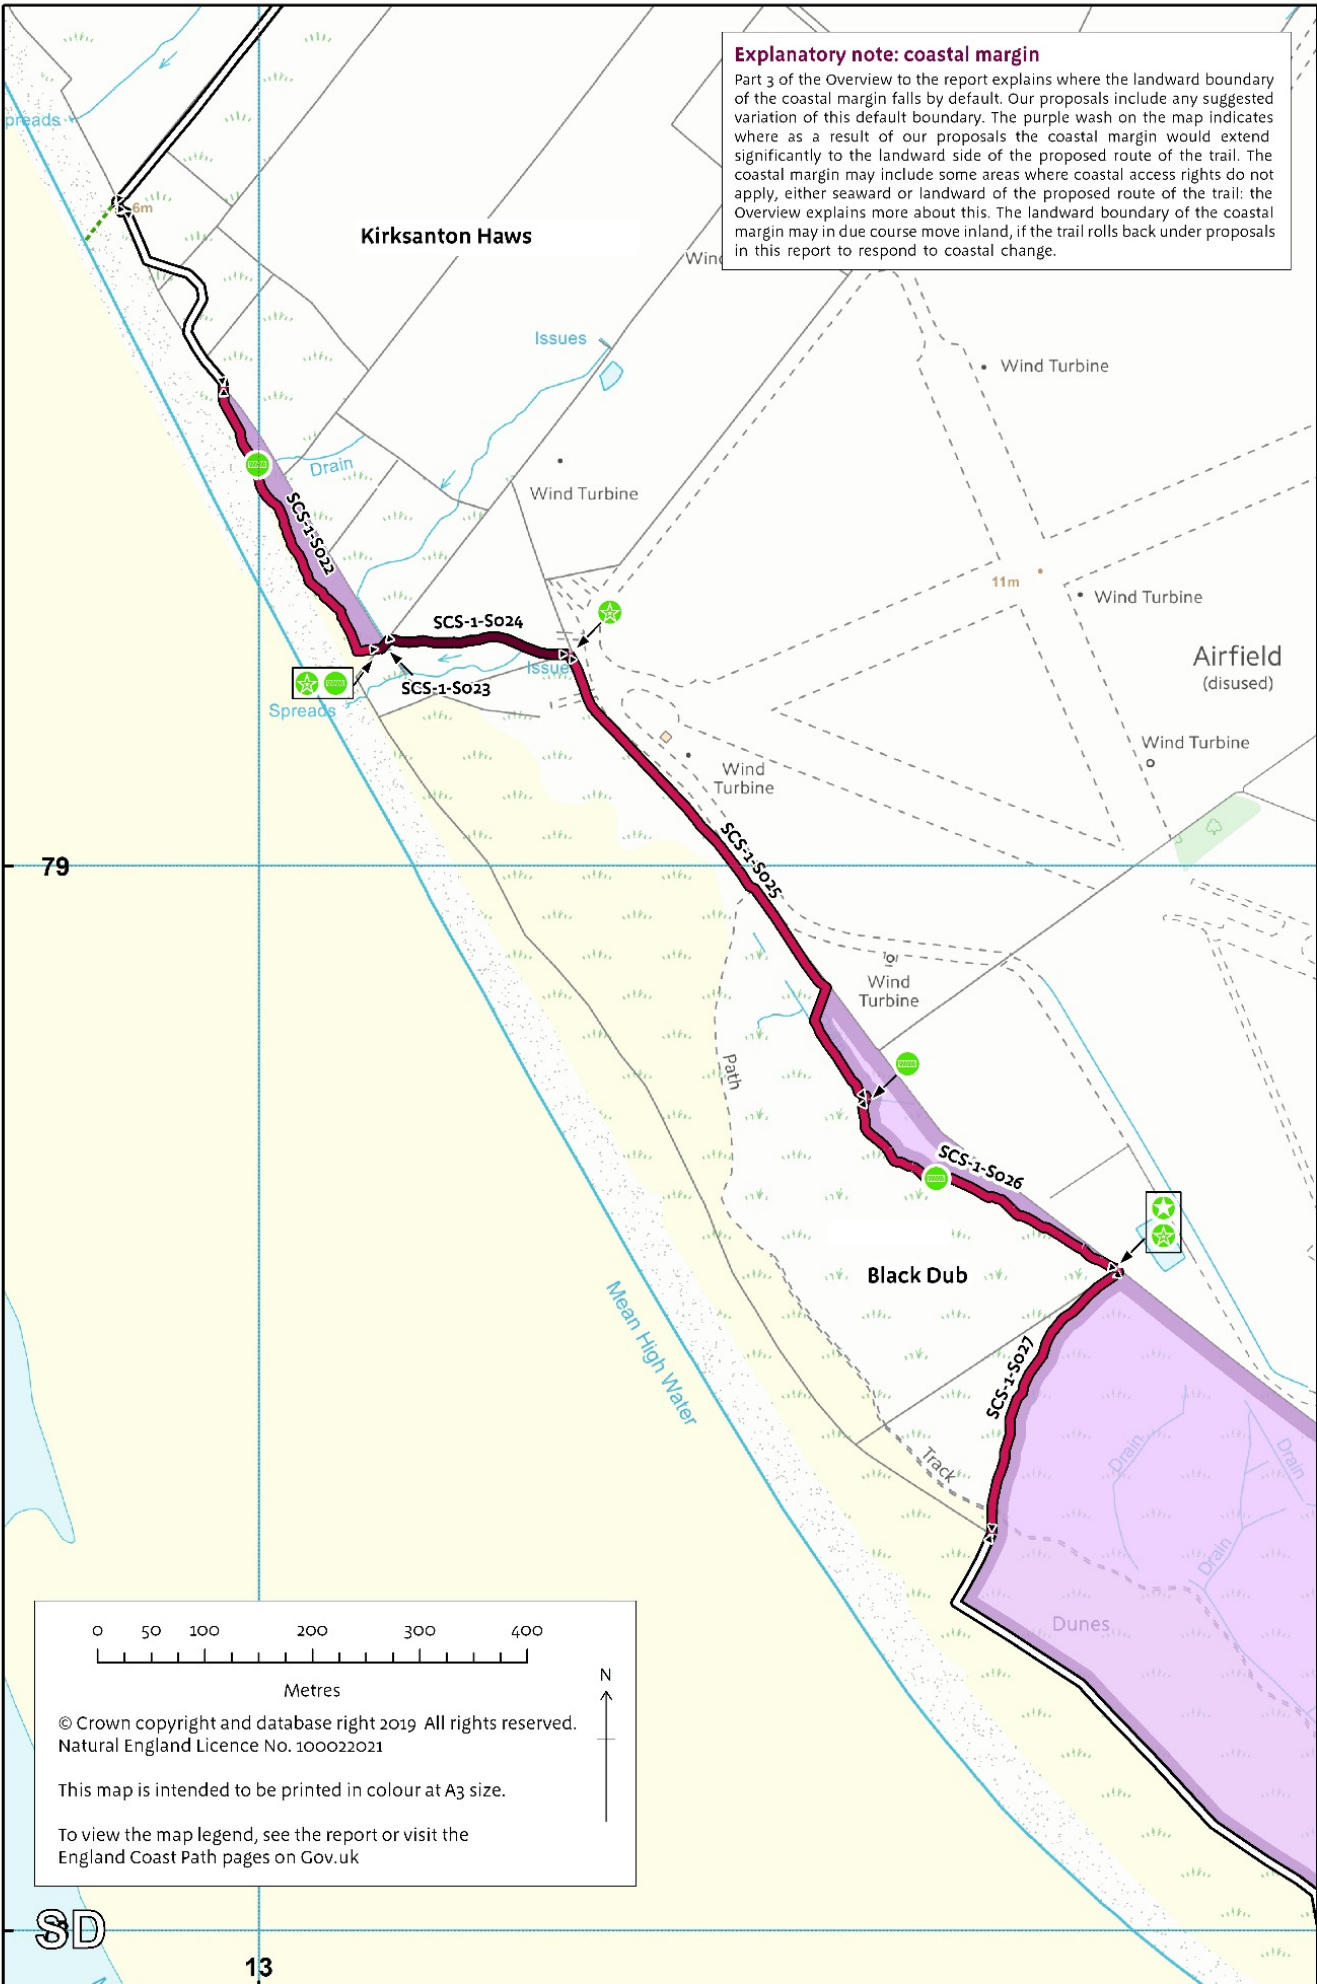 Explanatory note: coastal margin
Part 3 of the Overview to the report explains where the landward boundary
of the coastal margin falls by default. Our proposals include any suggested
variation of this default boundary. The purple wash on the map indicates
where as a result of our proposals the coastal margin would extend
significantly to the landward side of the proposed route of the trail. The
coastal margin may include some areas where coastal access rights do not
apply, either seaward or landward of the proposed route of the trail: the
Overview explains more about this. The landward boundary of the coastal
margin may in due course move inland, if the trail rolls back under proposals
in this report to respond to coastal change.
preads
6m
Kirksanton Haws
Wind
Issues
Wind Turbine
Drain
Wind Turbine
SCS-1-S022
11m
Wind Turbine
SCS-1-S024
Airfield
(disused)
Issue
SCS-1-S023
Spreads
Wind Turbine
Wind
Turbine
SCS-1-S025
79
Wind
Turbine
Path
SCS-1-S026
Black Dub
Mean High Water
SCS-1-S027
Track
Drain
Drain
Drain
Dunes
0 50 100 200 300 400
Metres
N
© Crown copyright and database right 2019 All rights reserved.
Natural England Licence No. 100022021
This map is intended to be printed in colour at A3 size.
To view the map legend, see the report or visit the
England Coast Path pages on Gov.uk
SD
13